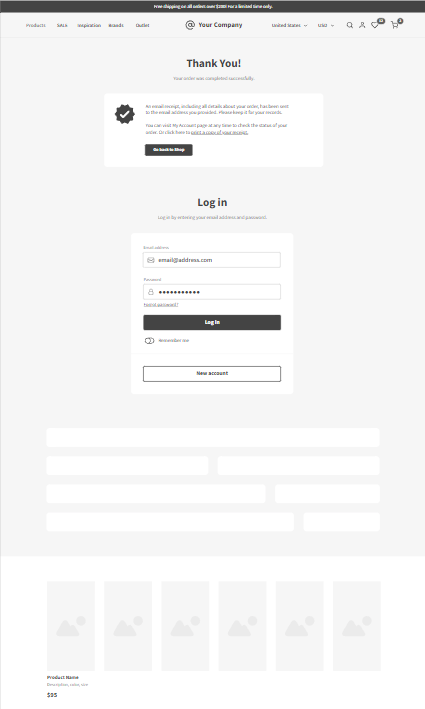 Free shipping on all orders over $100! For a limited time only.
Products SALE Inspiration Brands Outlet
@ Your Company
United States USD
Thank You!
Your order was completed successfully.
An email receipt, including all details about your order, has been sent
to the email address you provided. Please keep it for your records.
You can visit My Account page at any time to check the status of your
order. Or click here to print a copy of your receipt.
Go back to Shop
Log in
Log in by entering your email address and password.
Email address
email@address.com
Password
Forgot password?
Log In
Remember me
New account
Product Name
Description, color, size
$95